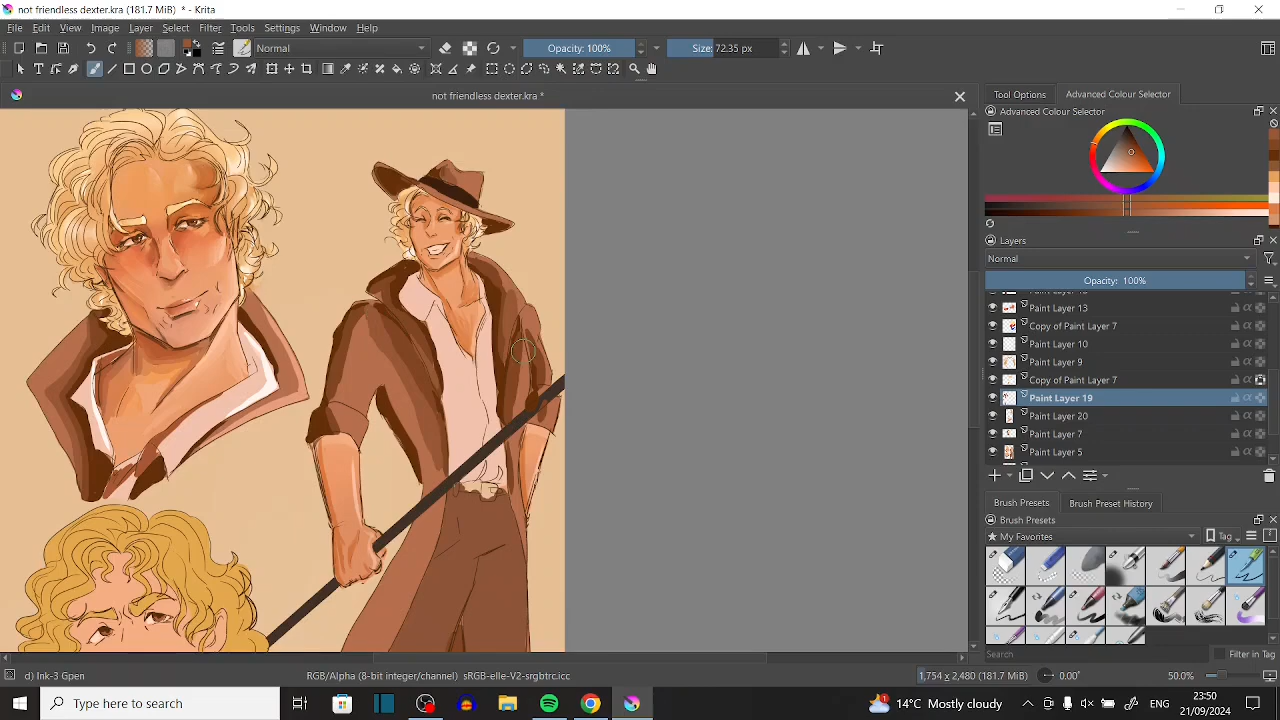 not friendless dexter.kra (181.7 MiB) * - Krita
File Edit View Image Layer Select Filter Tools Settings Window Help
Normal Opacity: 100% Size: 72.35 px
not friendless dexter.kra *
Tool Options Advanced Colour Selector
Advanced Colour Selector
Layers
Normal
Opacity: 100%
Paint Layer 13
Copy of Paint Layer 7
Paint Layer 10
Paint Layer 9
Copy of Paint Layer 7
Paint Layer 19
Paint Layer 20
Paint Layer 7
Paint Layer 5
Brush Presets Brush Preset History
Brush Presets
My Favorites Tag
Search Filter in Tag
d) Ink-3 Gpen RGB/Alpha (8-bit integer/channel) sRGB-elle-V2-srgbtrc.icc 1,754 x 2,480 (181.7 MiB) 0.00° 50.0%
Type here to search 14°C Mostly cloudy ENG 23:50
21/09/2024